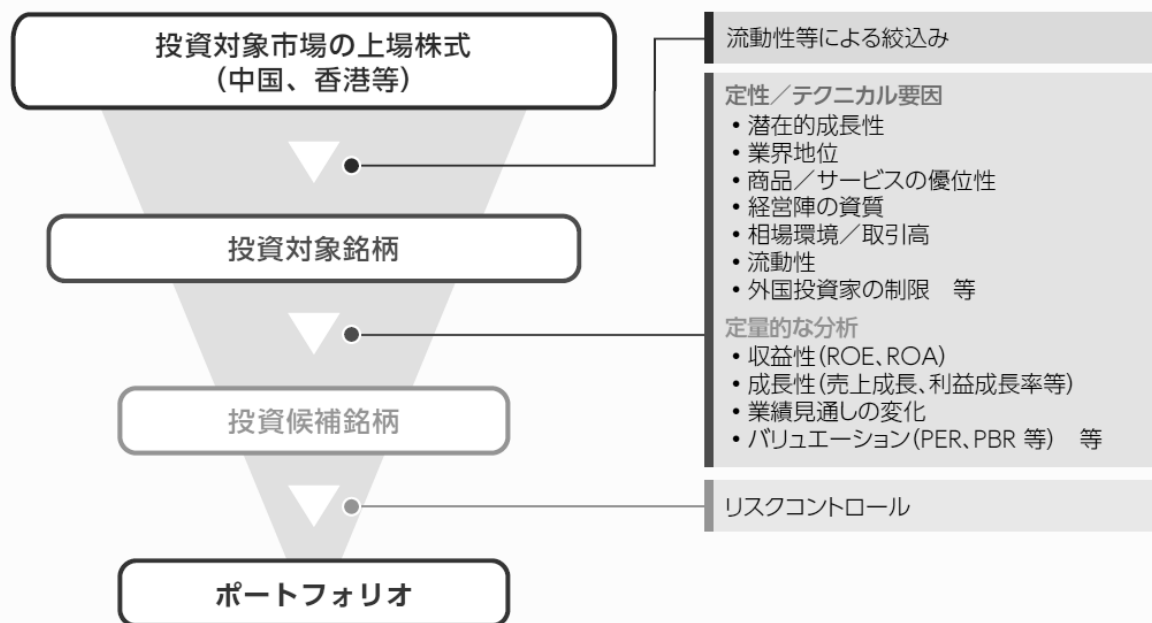 投資対象市場の上場株式
（中国、香港等）
流動性等による絞込み
投資対象銘柄
定性／テクニカル要因
・潜在的成長性
・業界地位
・商品／サービスの優位性
・経営陣の資質
・相場環境／取引高
・流動性
・外国投資家の制限　等
定量的な分析
・収益性（ROE、ROA）
・成長性（売上成長、利益成長率等）
・業績見通しの変化
・バリュエーション（PER、PBR 等）　等
投資候補銘柄
リスクコントロール
ポートフォリオ